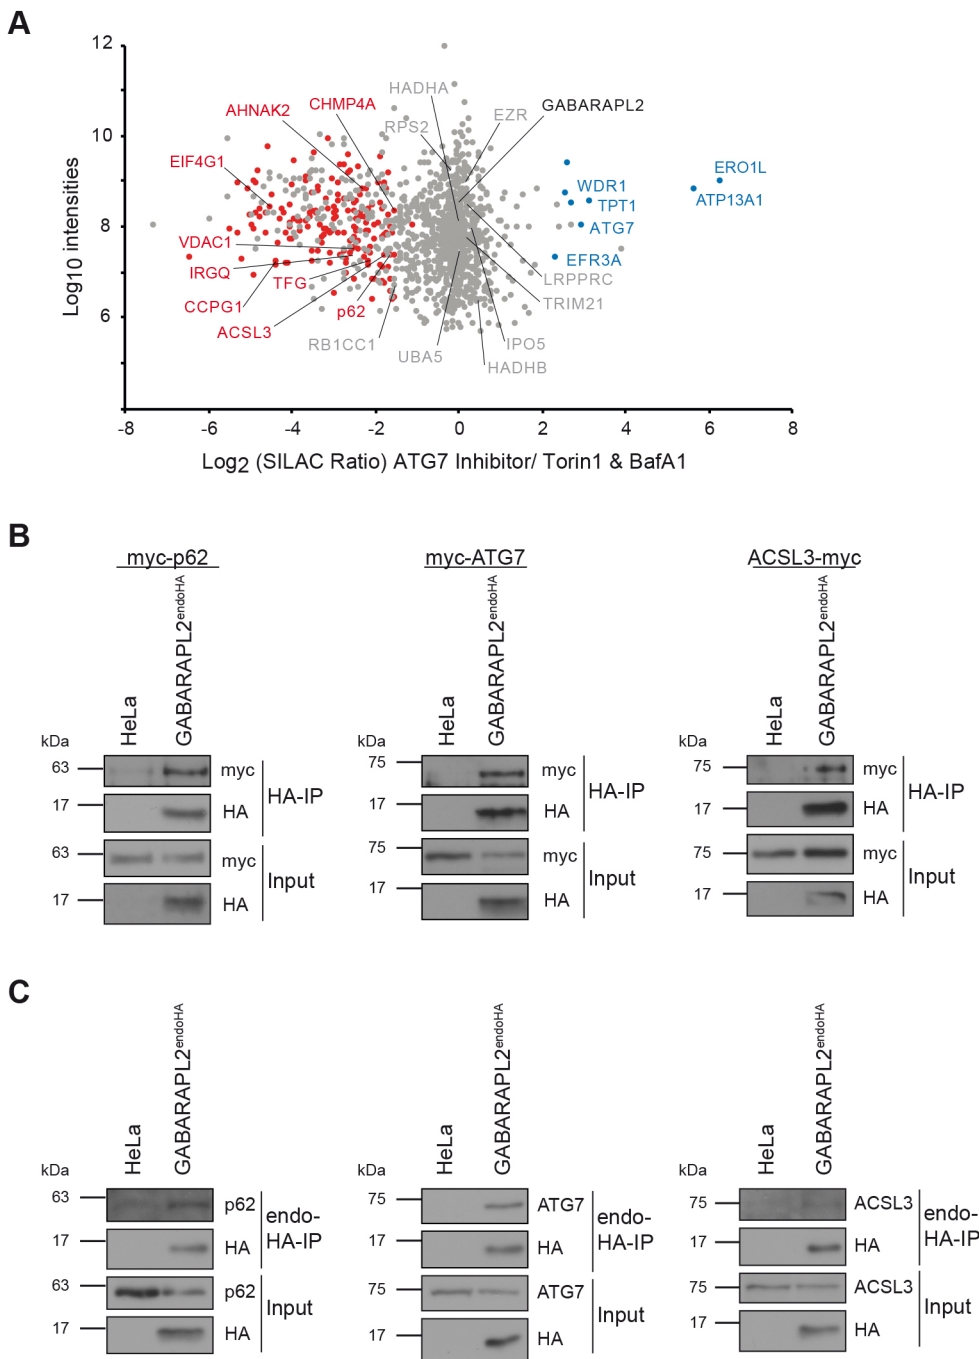 A
12
10
8
6
Log10 intensities
HADHA
GABARAPL2
AHNAK2
CHMP4A
RPS2
EZR
EIF4G1
ERO1L
WDR1
ATP13A1
TPT1
ATG7
VDAC1
EFR3A
IRGQ
TFG
LRPPRC
CCPG1
p62
TRIM21
ACSL3
RB1CC1
UBA5
IPO5
HADHB
-8 -6 -4 -2 0 2 4 6 8
Log2 (SILAC Ratio) ATG7 Inhibitor/ Torin1 & BafA1
B
myc-p62
HeLa
GABARAPL2endoHA
kDa
63 myc
17 HA
HA-IP
63 myc
17 HA
Input
myc-ATG7
HeLa
GABARAPL2endoHA
kDa
75 myc
17 HA
HA-IP
75 myc
17 HA
Input
ACSL3-myc
HeLa
GABARAPL2endoHA
kDa
75 myc
17 HA
HA-IP
75 myc
17 HA
Input
C
HeLa
GABARAPL2endoHA
kDa
63 p62
17 HA
endo-
HA-IP
63 p62
17 HA
Input
HeLa
GABARAPL2endoHA
kDa
75 ATG7
17 HA
endo-
HA-IP
75 ATG7
17 HA
Input
HeLa
GABARAPL2endoHA
kDa
75 ACSL3
17 HA
endo-
HA-IP
75 ACSL3
17 HA
Input